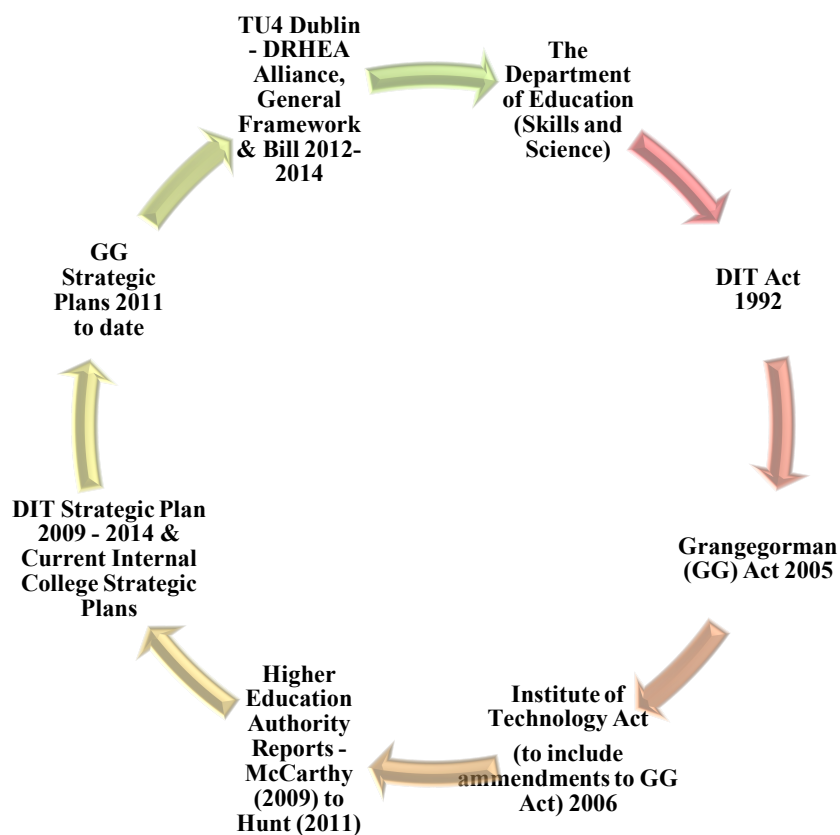 TU4 Dublin
- DRHEA
Alliance,
General
Framework
& Bill 2012-
2014
The
Department
of Education
(Skills and
Science)
DIT Act
1992
Grangegorman
(GG) Act 2005
Institute of
Technology Act
(to include
ammendments to GG
Act) 2006
Higher
Education
Authority
Reports -
McCarthy
(2009) to
Hunt (2011)
DIT Strategic Plan
2009 - 2014 &
Current Internal
College Strategic
Plans
GG
Strategic
Plans 2011
to date